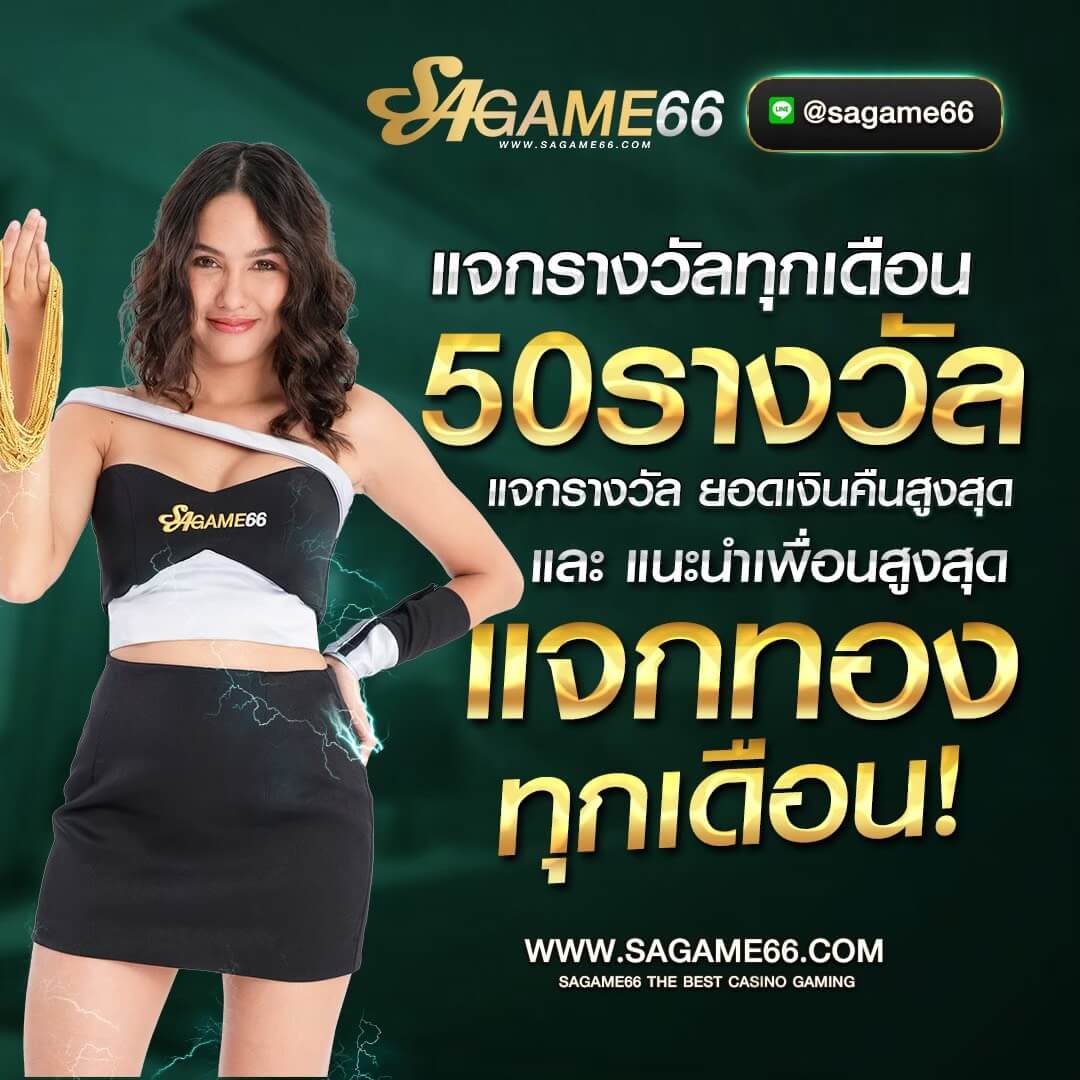 SAGAME66
WWW.SAGAME66.COM
LINE @sagame66
แจกรางวัลทุกเดือน
50รางวัล
แจกรางวัล ยอดเงินคืนสูงสุด
และ แนะนำเพื่อนสูงสุด
SAGAME66
แจกทอง
ทุกเดือน!
WWW.SAGAME66.COM
SAGAME66 THE BEST CASINO GAMING